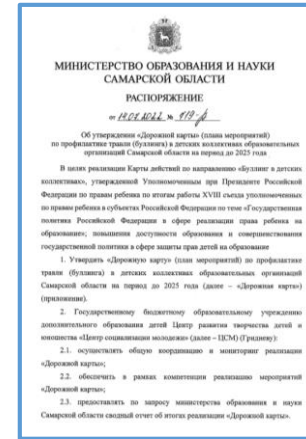 МИНИСТЕРСТВО ОБРАЗОВАНИЯ И НАУКИ
САМАРСКОЙ ОБЛАСТИ
РАСПОРЯЖЕНИЕ
от 19.07.2022 № 719-р
Об утверждении «Дорожной карты» (плана мероприятий)
по профилактике травли (буллинга) в детских коллективах образовательных
организаций Самарской области на период до 2025 года
В целях реализации Карты действий по направлению «Буллинг в детских
коллективах», утвержденной Уполномоченным при Президенте Российской
Федерации по правам ребенка по итогам работы XVIII съезда уполномоченных
по правам ребенка в субъектах Российской Федерации по теме «Государственная
политика Российской Федерации в сфере реализации права ребенка на
образование»; повышения доступности образования и совершенствования
государственной политики в сфере защиты прав детей на образование
1. Утвердить «Дорожную карту» (план мероприятий) по профилактике
травли (буллинга) в детских коллективах образовательных организаций
Самарской области на период до 2025 года (далее – «Дорожная карта»)
(приложение).
2. Государственному бюджетному образовательному учреждению
дополнительного образования детей Центр развития творчества детей и
юношества «Центр социализации молодежи» (далее – ЦСМ) (Гридневу):
2.1. осуществлять общую координацию и мониторинг реализации
«Дорожной карты»;
2.2. обеспечить в рамках компетенции реализацию мероприятий
«Дорожной карты»;
2.3. предоставлять по запросу министерства образования и науки
Самарской области сводный отчет об итогах реализации «Дорожной карты».